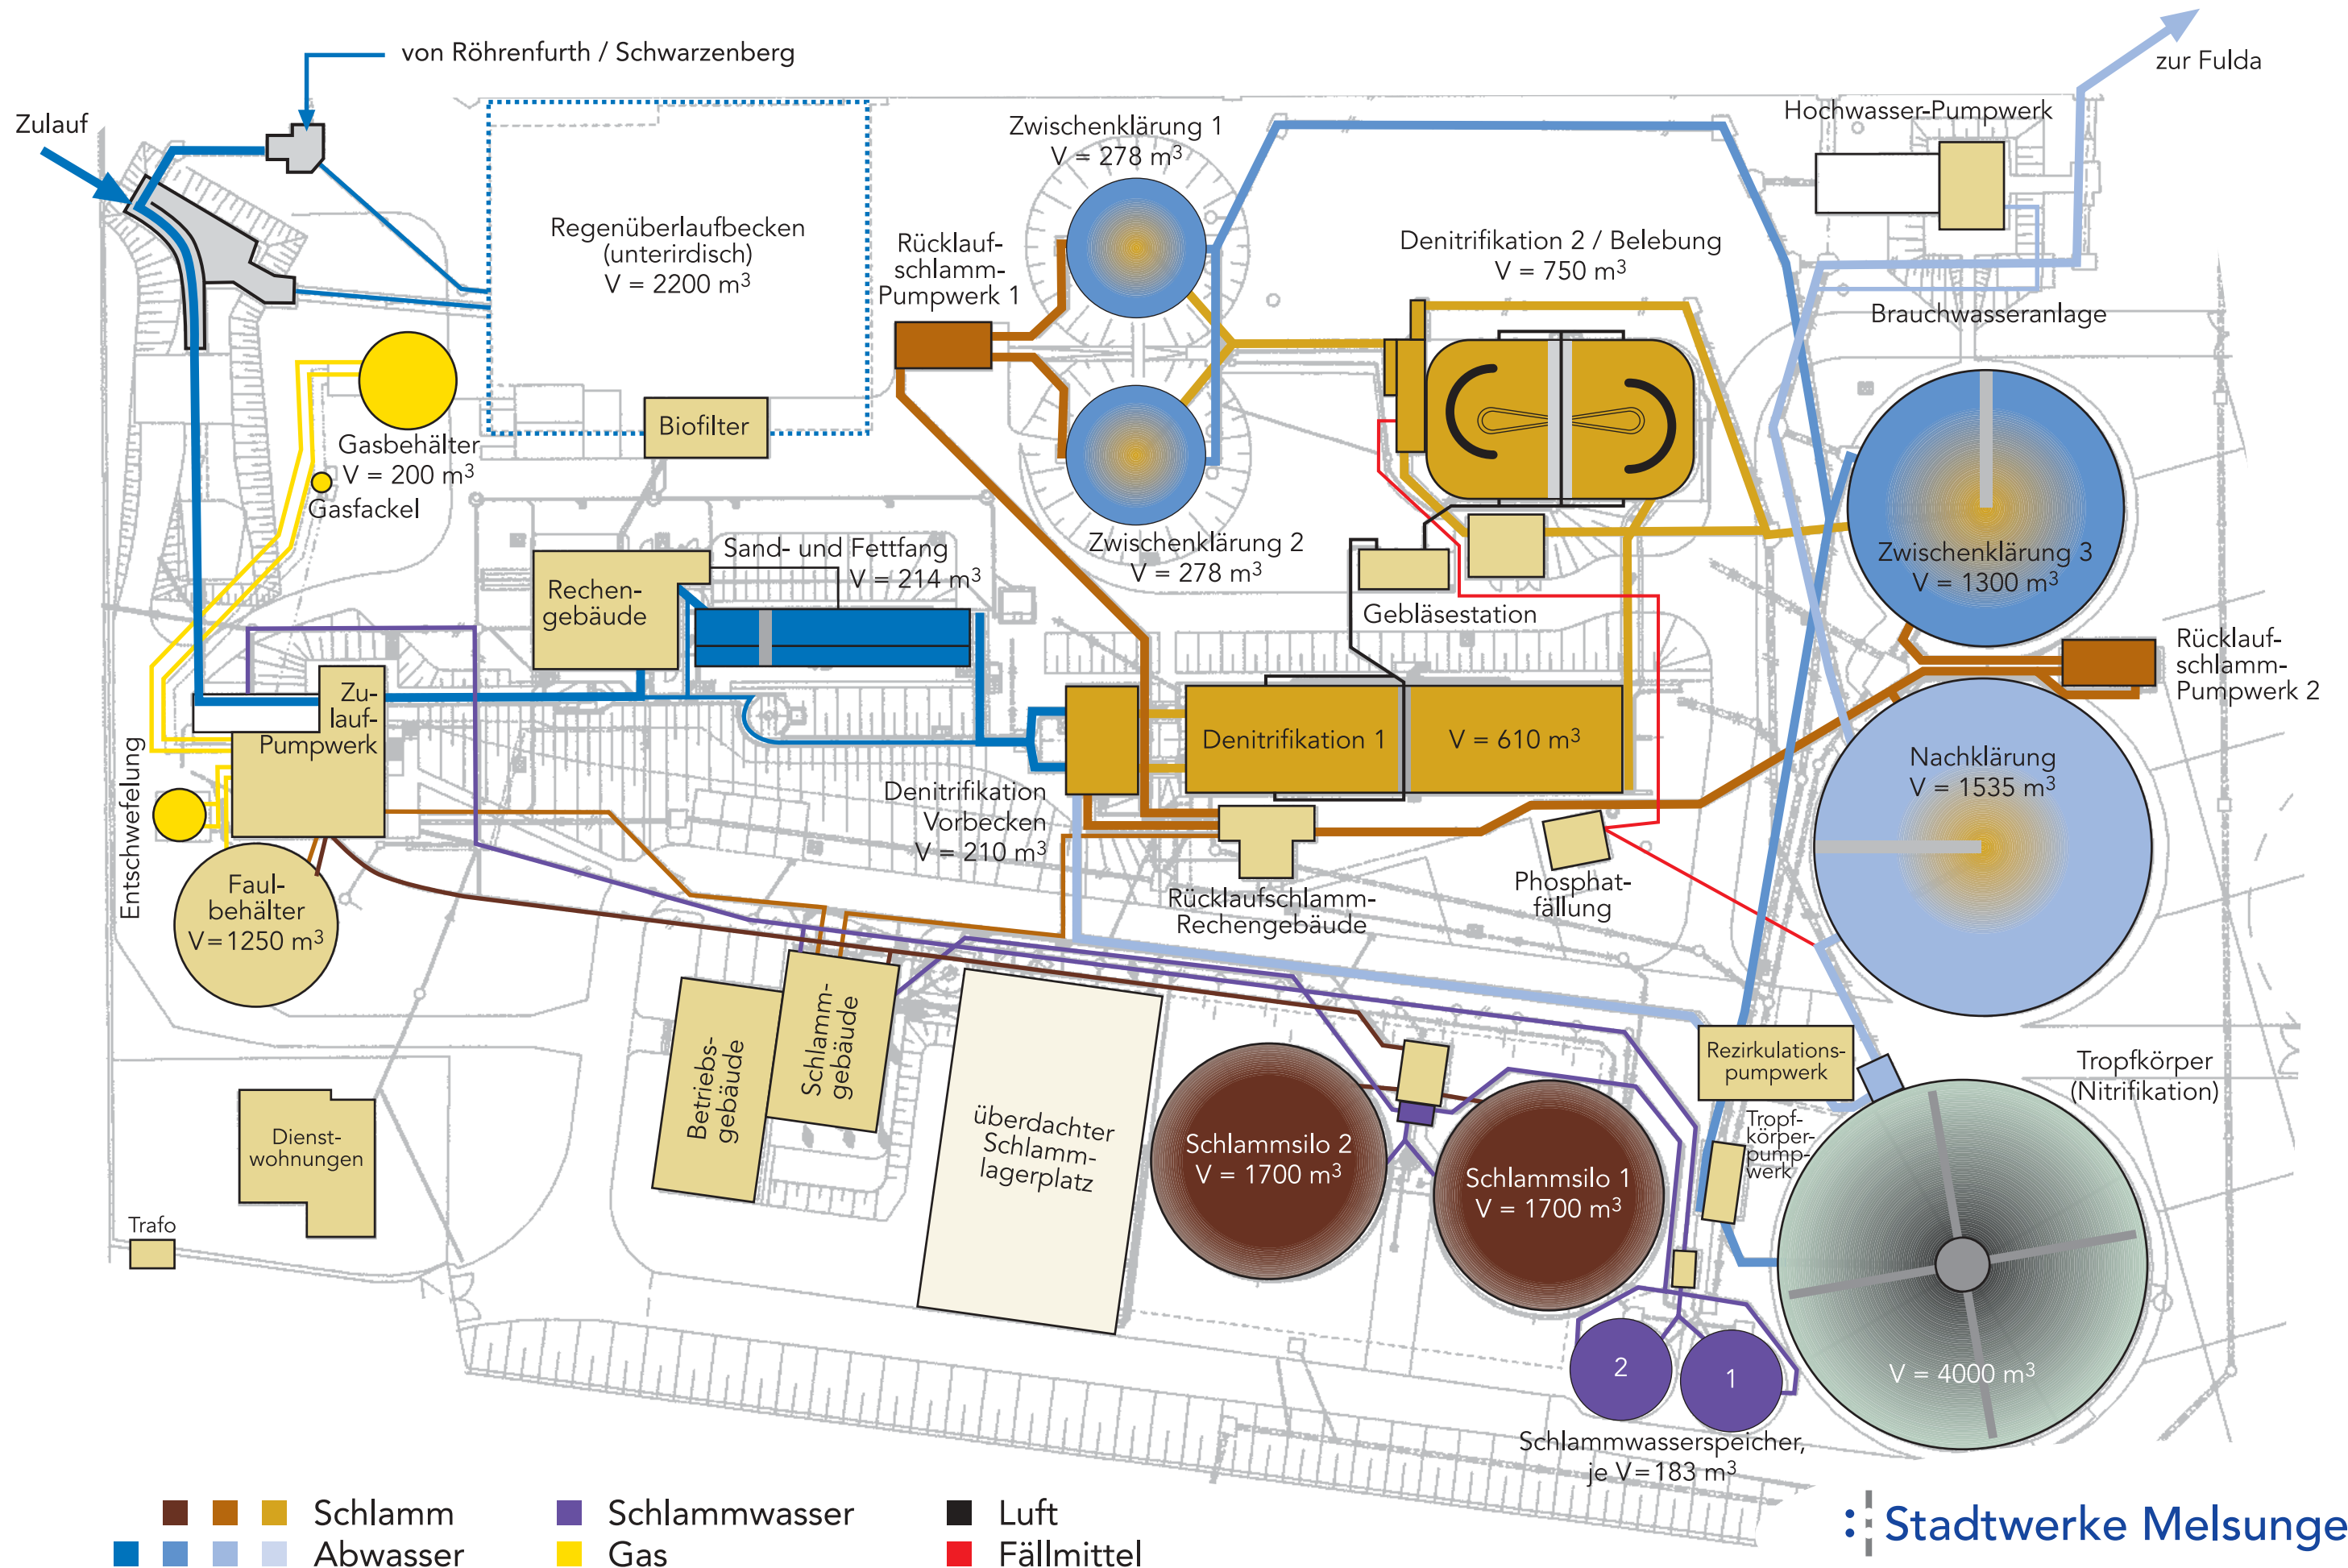 von Röhrenfurth / Schwarzenberg
zur Fulda
Zulauf
Hochwasser-Pumpwerk
Zwischenklärung 1
V = 278 m³
Regenüberlaufbecken
(unterirdisch)
V = 2200 m³
Rücklauf-
schlamm-
Pumpwerk 1
Denitrifikation 2 / Belebung
V = 750 m³
Brauchwasseranlage
Biofilter
Gasbehälter
V = 200 m³
Gasfackel
Zwischenklärung 2
V = 278 m³
Sand- und Fettfang
V = 214 m³
Rechen-
gebäude
Gebläsestation
Zwischenklärung 3
V = 1300 m³
Rücklauf-
schlamm-
Pumpwerk 2
Zu-
lauf-
Pumpwerk
Denitrifikation 1
V = 610 m³
Nachklärung
V = 1535 m³
Entschwefelung
Denitrifikation
Vorbecken
V = 210 m³
Faul-
behälter
V=1250 m³
Rücklaufschlamm-
Rechengebäude
Phosphat-
fällung
Betriebs-
gebäude
Schlamm-
gebäude
Rezirkulations-
pumpwerk
Tropfkörper
(Nitrifikation)
Dienst-
wohnungen
überdachter
Schlamm-
lagerplatz
Schlammsilo 2
V = 1700 m³
Schlammsilo 1
V = 1700 m³
Tropf-
körper-
pump-
werk
Trafo
2
1
V = 4000 m³
Schlammwasserspeicher,
je V=183 m³
Schlamm
Schlammwasser
Luft
Abwasser
Gas
Fällmittel
Stadtwerke Melsunge